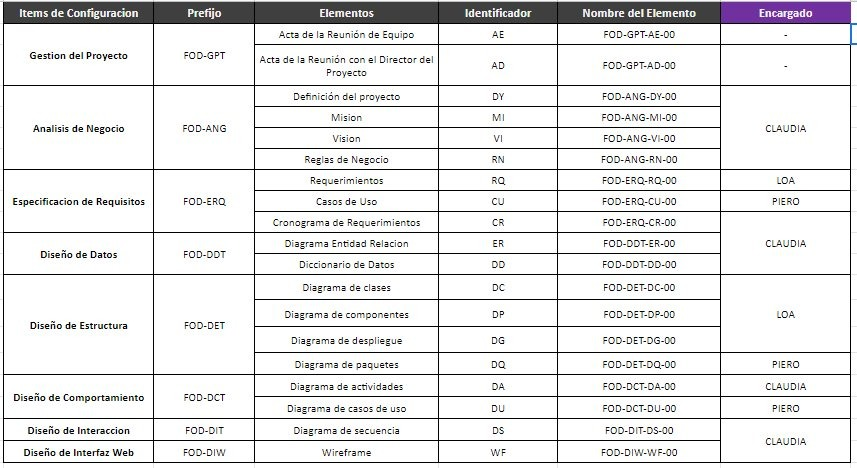 Items de Configuracion Prefijo Elementos Identificador Nombre del Elemento Encargado
Gestion del Proyecto FOD-GPT Acta de la Reunión de Equipo AE FOD-GPT-AE-00 -
Acta de la Reunión con el Director del
Proyecto AD FOD-GPT-AD-00 -
Analisis de Negocio FOD-ANG Definición del proyecto DY FOD-ANG-DY-00 CLAUDIA
Mision MI FOD-ANG-MI-00
Vision VI FOD-ANG-VI-00
Reglas de Negocio RN FOD-ANG-RN-00
Especificacion de Requisitos FOD-ERQ Requerimientos RQ FOD-ERQ-RQ-00 LOA
Casos de Uso CU FOD-ERQ-CU-00 PIERO
Cronograma de Requerimientos CR FOD-ERQ-CR-00 CLAUDIA
Diseño de Datos FOD-DDT Diagrama Entidad Relacion ER FOD-DDT-ER-00
Diccionario de Datos DD FOD-DDT-DD-00
Diseño de Estructura FOD-DET Diagrama de clases DC FOD-DET-DC-00 LOA
Diagrama de componentes DP FOD-DET-DP-00
Diagrama de despliegue DG FOD-DET-DG-00
Diagrama de paquetes DQ FOD-DET-DQ-00 PIERO
Diseño de Comportamiento FOD-DCT Diagrama de actividades DA FOD-DCT-DA-00 CLAUDIA
Diagrama de casos de uso DU FOD-DCT-DU-00 PIERO
Diseño de Interaccion FOD-DIT Diagrama de secuencia DS FOD-DIT-DS-00 CLAUDIA
Diseño de Interfaz Web FOD-DIW Wireframe WF FOD-DIW-WF-00